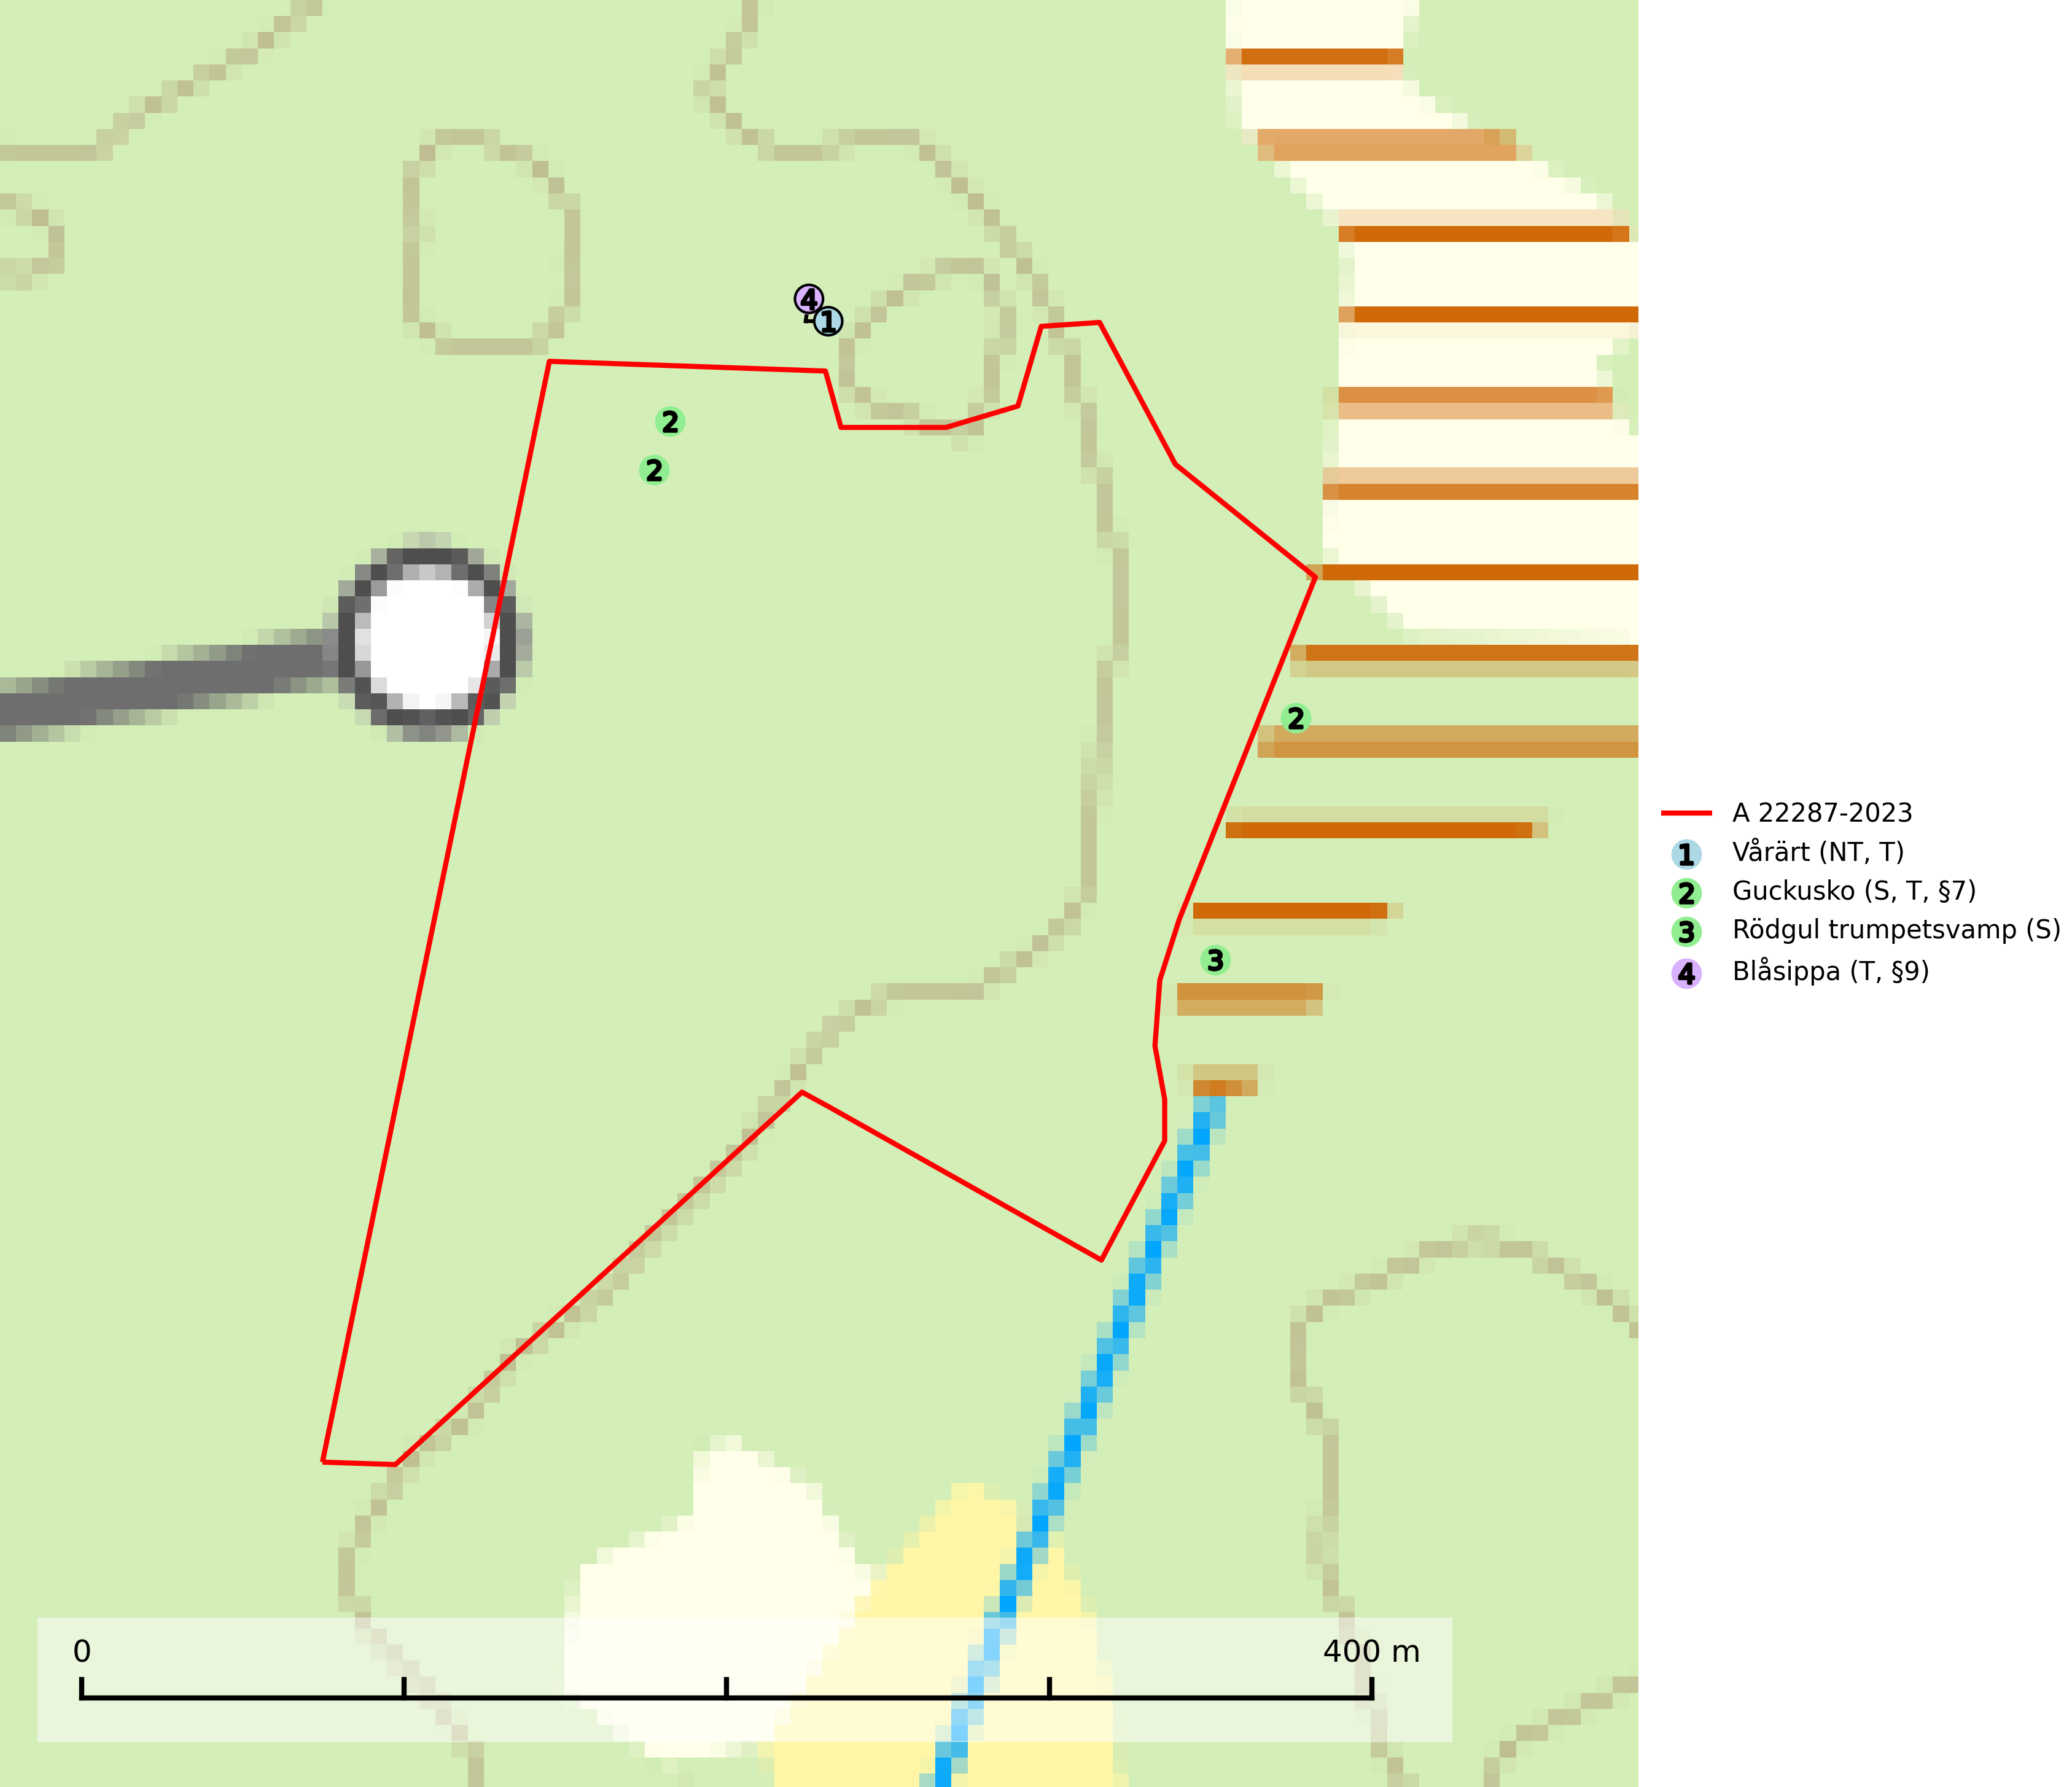 4
1
2
2
2
3
A 22287-2023
1 Vårärt (NT, T)
2 Guckusko (S, T, §7)
3 Rödgul trumpetsvamp (S)
4 Blåsippa (T, §9)
0 400 m